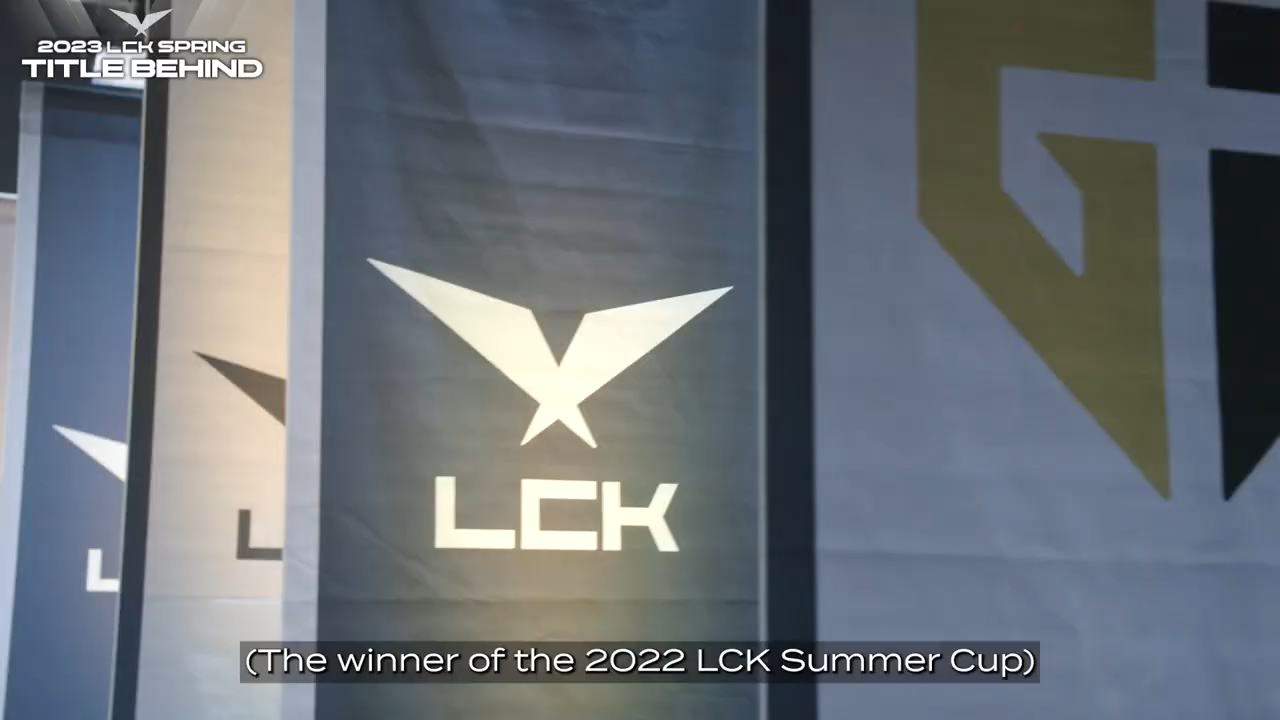 2023 LCK SPRING
TITLE BEHIND
LCK
L
L
(The winner of the 2022 LCK Summer Cup)